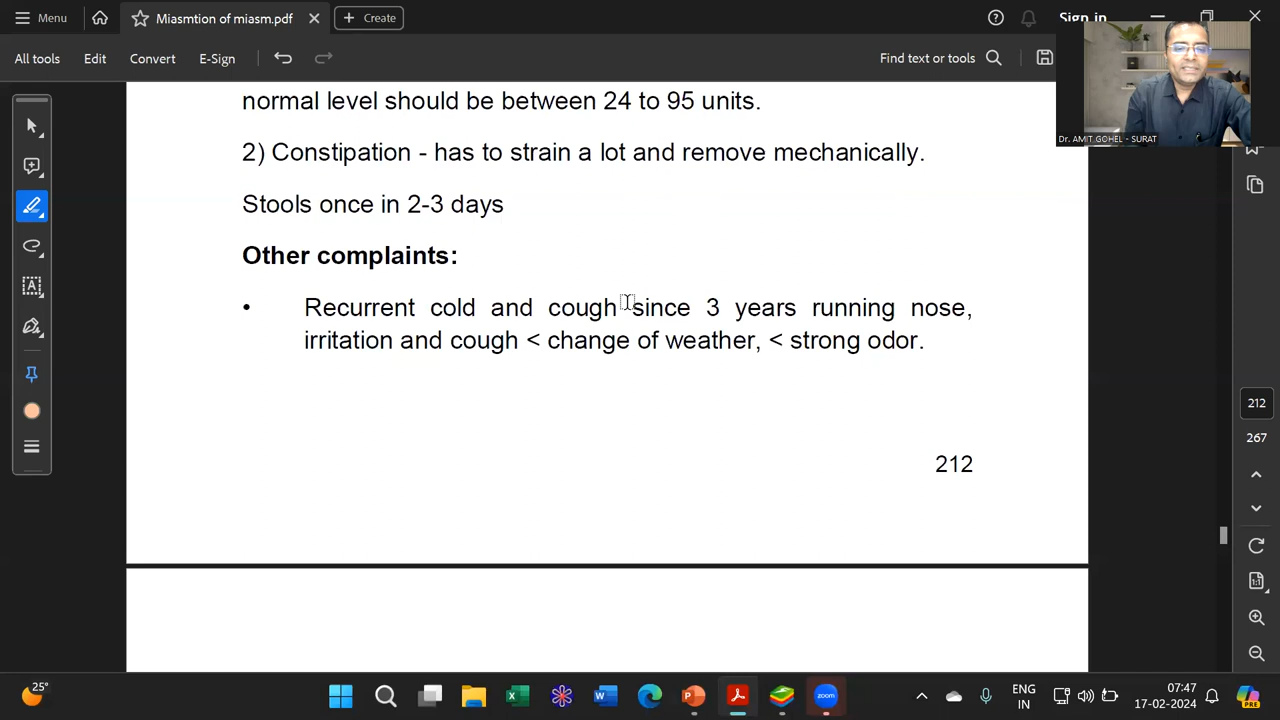 Menu
Miasmtion of miasm.pdf
Create
Sign in
All tools
Edit
Convert
E-Sign
Find text or tools
Dr. AMIT GOHEL - SURAT
normal level should be between 24 to 95 units.
2) Constipation - has to strain a lot and remove mechanically.
Stools once in 2-3 days
Other complaints:
• Recurrent cold and cough since 3 years running nose,
irritation and cough < change of weather, < strong odor.
212
212
267
25°
ENG
IN
07:47
17-02-2024
PRE